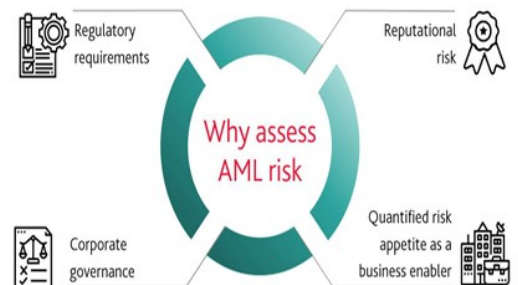 Regulatory
requirements
Reputational
risk
Why assess
AML risk
Corporate
governance
Quantified risk
appetite as a
business enabler